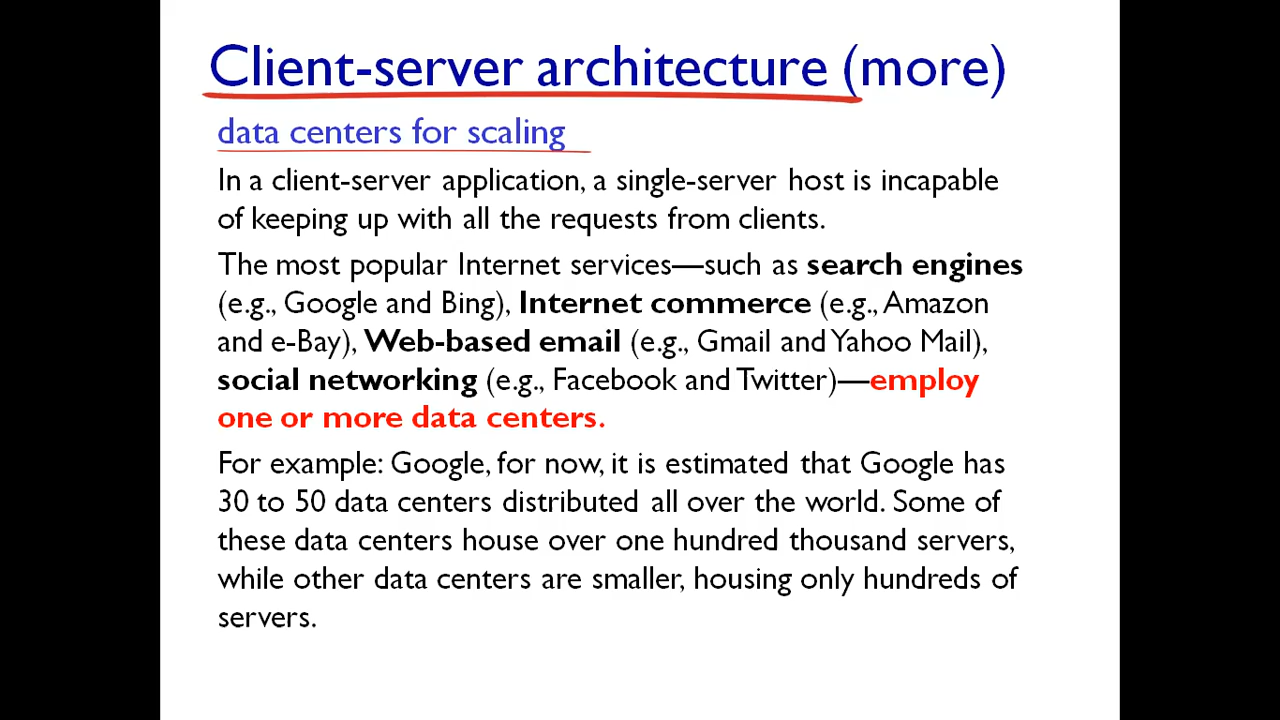 Client-server architecture (more)
data centers for scaling
In a client-server application, a single-server host is incapable
of keeping up with all the requests from clients.
The most popular Internet services—such as search engines
(e.g., Google and Bing), Internet commerce (e.g., Amazon
and e-Bay), Web-based email (e.g., Gmail and Yahoo Mail),
social networking (e.g., Facebook and Twitter)—employ
one or more data centers.
For example: Google, for now, it is estimated that Google has
30 to 50 data centers distributed all over the world. Some of
these data centers house over one hundred thousand servers,
while other data centers are smaller, housing only hundreds of
servers.